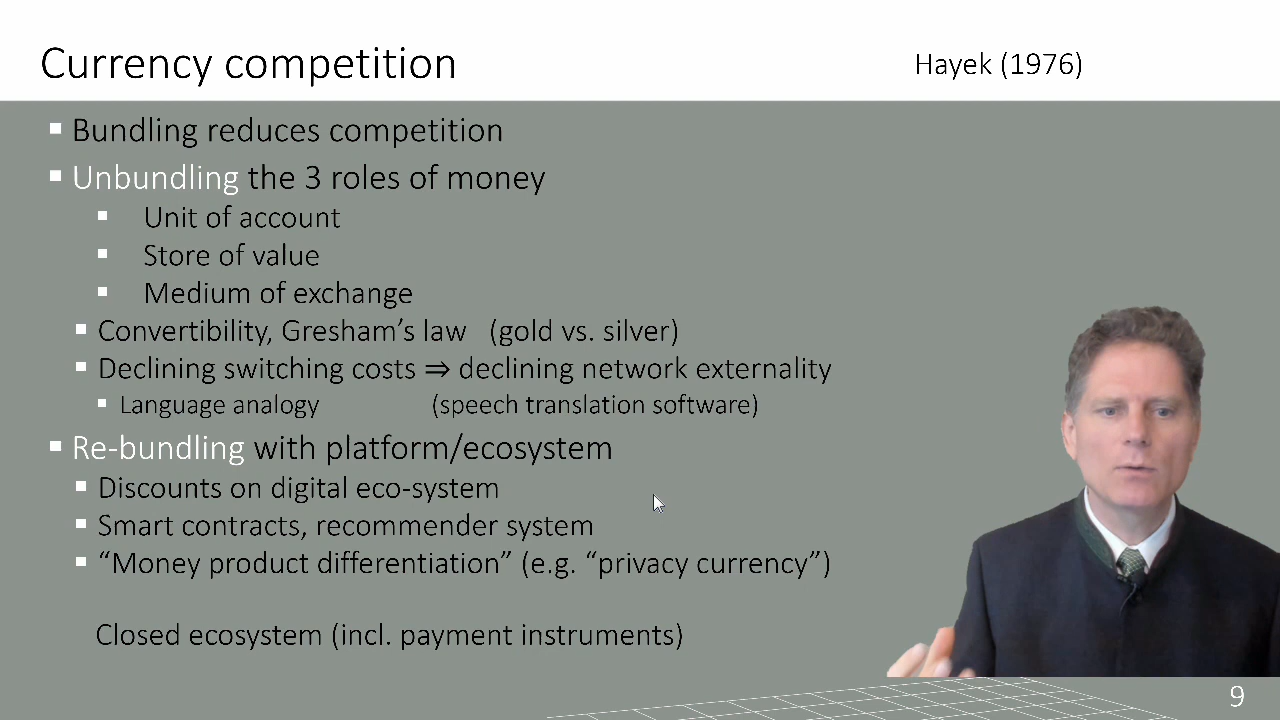 Currency competition
Hayek (1976)
Bundling reduces competition
Unbundling the 3 roles of money
Unit of account
Store of value
Medium of exchange
Convertibility, Gresham’s law (gold vs. silver)
Declining switching costs ⇒ declining network externality
Language analogy (speech translation software)
Re-bundling with platform/ecosystem
Discounts on digital eco-system
Smart contracts, recommender system
“Money product differentiation” (e.g. “privacy currency”)
Closed ecosystem (incl. payment instruments)
9